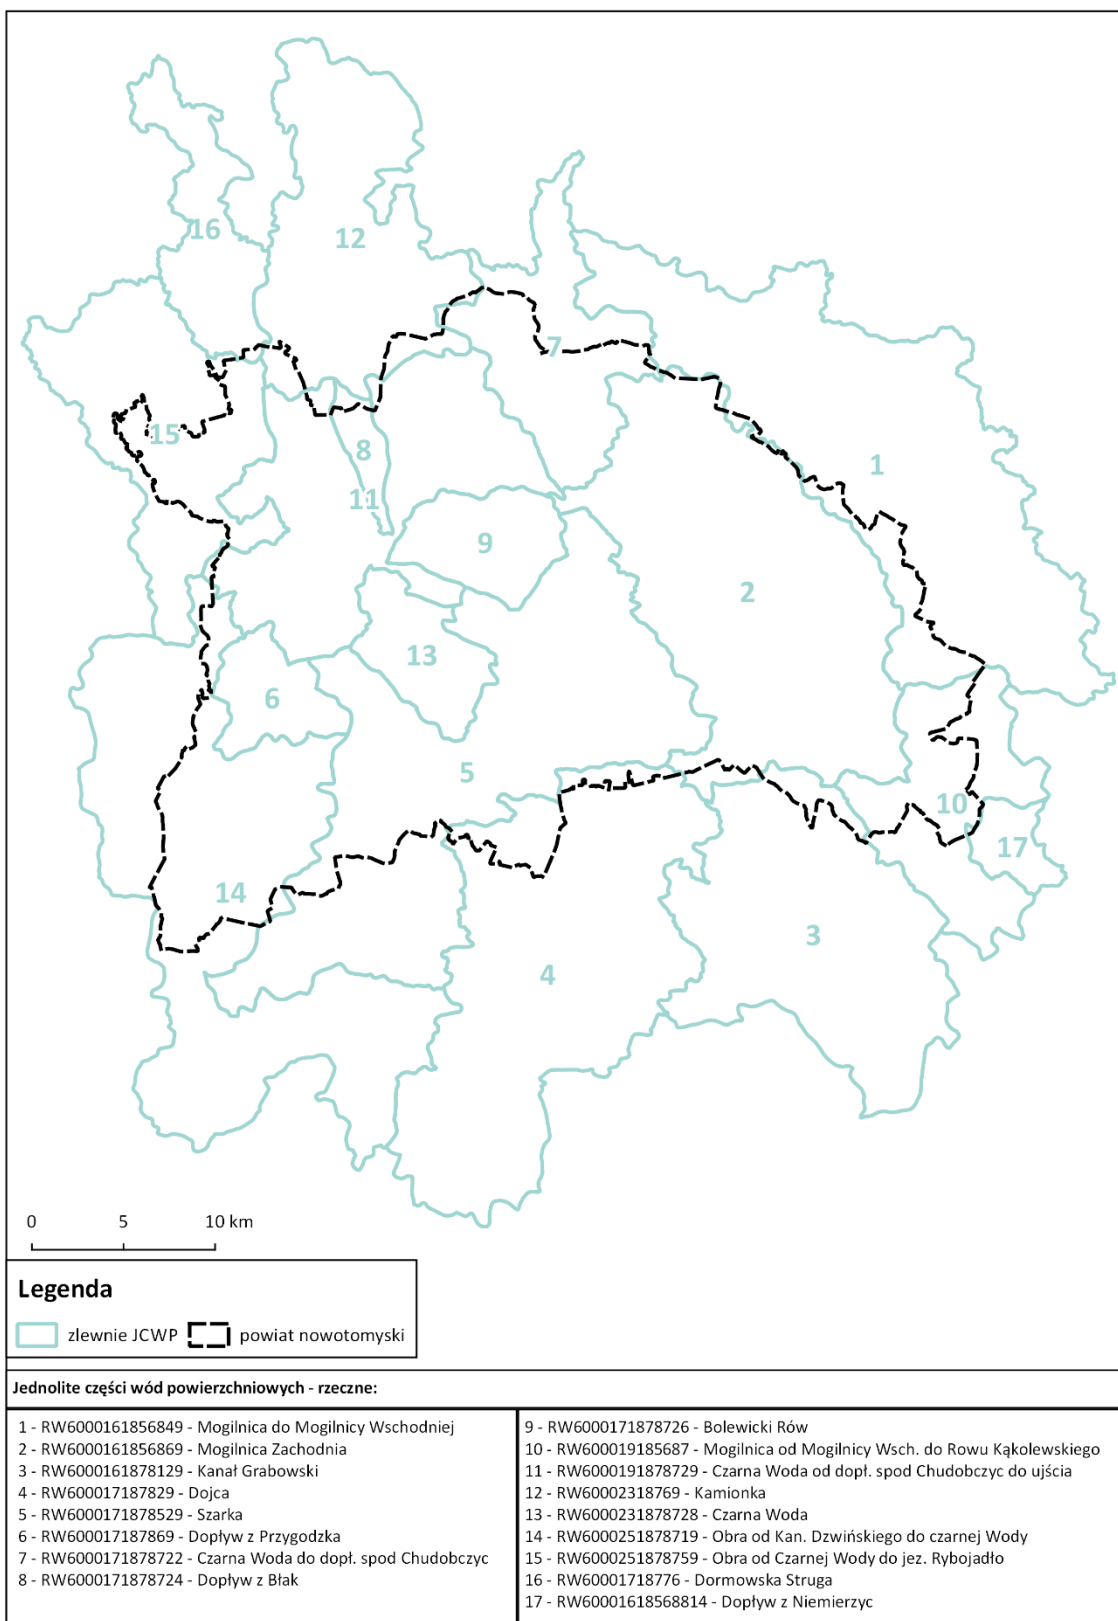 16
12
7
15
1
8
11
9
2
13
6
5
10
17
14
3
4
0 5 10 km
Legenda
zlewnie JCWP powiat nowotomyski
Jednolite części wód powierzchniowych - rzeczne:
1 - RW6000161856849 - Mogilnica do Mogilnicy Wschodniej
2 - RW6000161856869 - Mogilnica Zachodnia
3 - RW6000161878129 - Kanał Grabowski
4 - RW600017187829 - Dojca
5 - RW6000171878529 - Szarka
6 - RW600017187869 - Dopływ z Przygodzka
7 - RW6000171878722 - Czarna Woda do dopł. spod Chudobczyc
8 - RW6000171878724 - Dopływ z Błak
9 - RW6000171878726 - Bolewicki Rów
10 - RW600019185687 - Mogilnica od Mogilnicy Wsch. do Rowu Kąkolewskiego
11 - RW6000191878729 - Czarna Woda od dopł. spod Chudobczyc do ujścia
12 - RW60002318769 - Kamionka
13 - RW6000231878728 - Czarna Woda
14 - RW6000251878719 - Obra od Kan. Dzwińskiego do czarnej Wody
15 - RW6000251878759 - Obra od Czarnej Wody do jez. Rybojadło
16 - RW60001718776 - Dormowska Struga
17 - RW60001618568814 - Dopływ z Niemierzyc